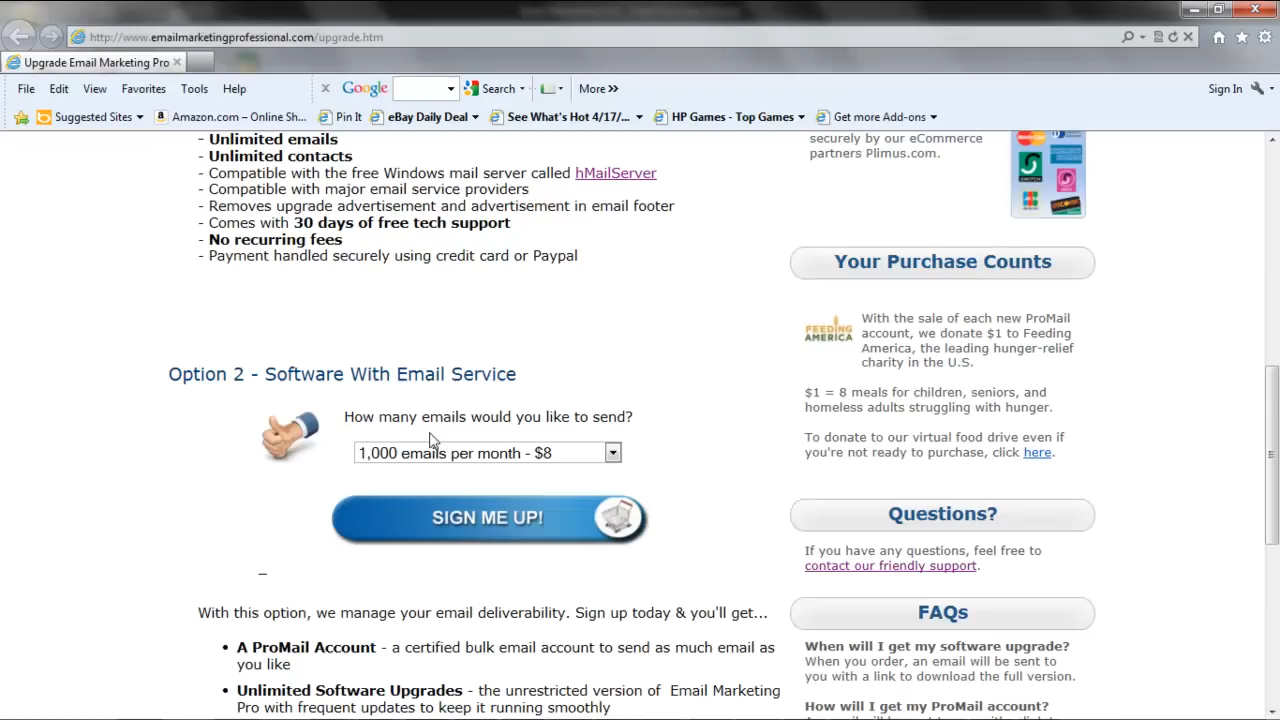 http://www.emailmarketingprofessional.com/upgrade.htm
Upgrade Email Marketing Pro
File Edit View Favorites Tools Help x Google Search More » Sign In
Suggested Sites Amazon.com – Online Sh... Pin It eBay Daily Deal See What's Hot 4/17/... HP Games - Top Games Get more Add-ons
- Unlimited emails
- Unlimited contacts
- Compatible with the free Windows mail server called hMailServer
- Compatible with major email service providers
- Removes upgrade advertisement and advertisement in email footer
- Comes with 30 days of free tech support
- No recurring fees
- Payment handled securely using credit card or Paypal
Option 2 - Software With Email Service
How many emails would you like to send?
1,000 emails per month - $8
SIGN ME UP!
–
With this option, we manage your email deliverability. Sign up today & you'll get...
• A ProMail Account - a certified bulk email account to send as much email as
you like
• Unlimited Software Upgrades - the unrestricted version of Email Marketing
Pro with frequent updates to keep it running smoothly
securely by our eCommerce
partners Plimus.com.
SWITCH
JCB
DISCOVER
Your Purchase Counts
FEEDING
AMERICA
With the sale of each new ProMail
account, we donate $1 to Feeding
America, the leading hunger-relief
charity in the U.S.
$1 = 8 meals for children, seniors, and
homeless adults struggling with hunger.
To donate to our virtual food drive even if
you're not ready to purchase, click here.
Questions?
If you have any questions, feel free to
contact our friendly support.
FAQs
When will I get my software upgrade?
When you order, an email will be sent to
you with a link to download the full version.
How will I get my ProMail account?